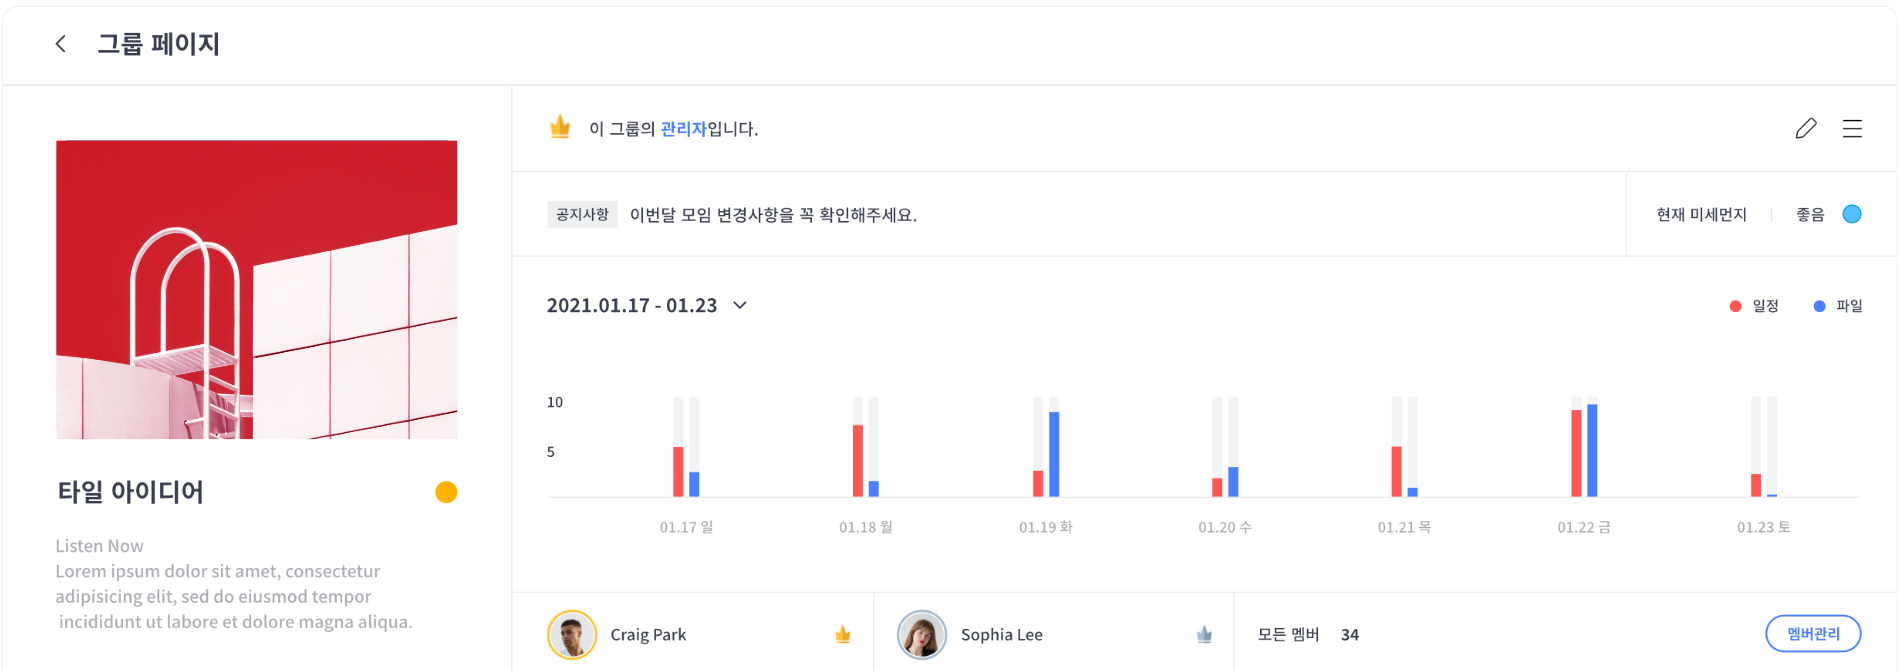 그룹 페이지
타일 아이디어
Listen Now
Lorem ipsum dolor sit amet, consectetur
adipisicing elit, sed do eiusmod tempor
incididunt ut labore et dolore magna aliqua.
이 그룹의 관리자입니다.
공지사항 이번달 모임 변경사항을 꼭 확인해주세요.
현재 미세먼지 좋음
2021.01.17 - 01.23
일정 파일
10
5
01.17 일 01.18 월 01.19 화 01.20 수 01.21 목 01.22 금 01.23 토
Craig Park
Sophia Lee
모든 멤버 34
멤버관리